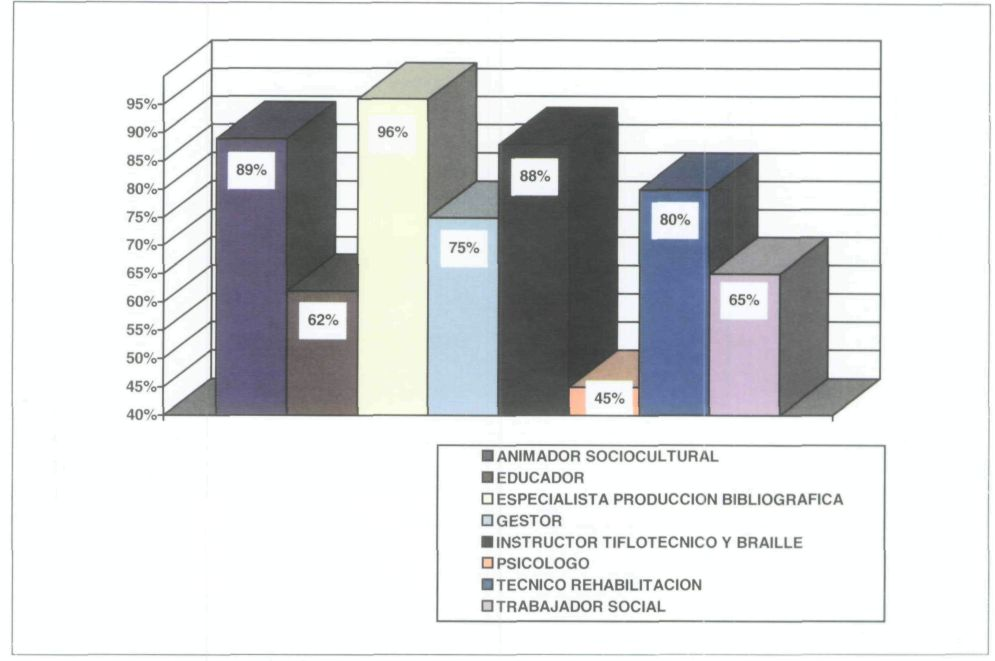 95%
90%
85%
80%
75%
70%
65%
60%
55%
50%
45%
40%
89%
62%
96%
75%
88%
45%
80%
65%
ANIMADOR SOCIOCULTURAL
EDUCADOR
ESPECIALISTA PRODUCCION BIBLIOGRAFICA
GESTOR
INSTRUCTOR TIFLOTECNICO Y BRAILLE
PSICOLOGO
TECNICO REHABILITACION
TRABAJADOR SOCIAL